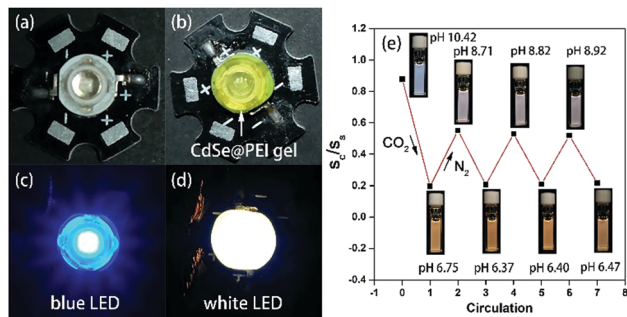 (a)
(b)
CdSe@PEI gel
(c)
blue LED
(d)
white LED
(e)
pH 10.42
pH 8.71
pH 8.82
pH 8.92
CO₂
N₂
pH 6.75
pH 6.37
pH 6.40
pH 6.47
Sc/Ss
1.2
1.0
0.8
0.6
0.4
0.2
0.0
-0.2
-0.4
-1 0 1 2 3 4 5 6 7 8
Circulation